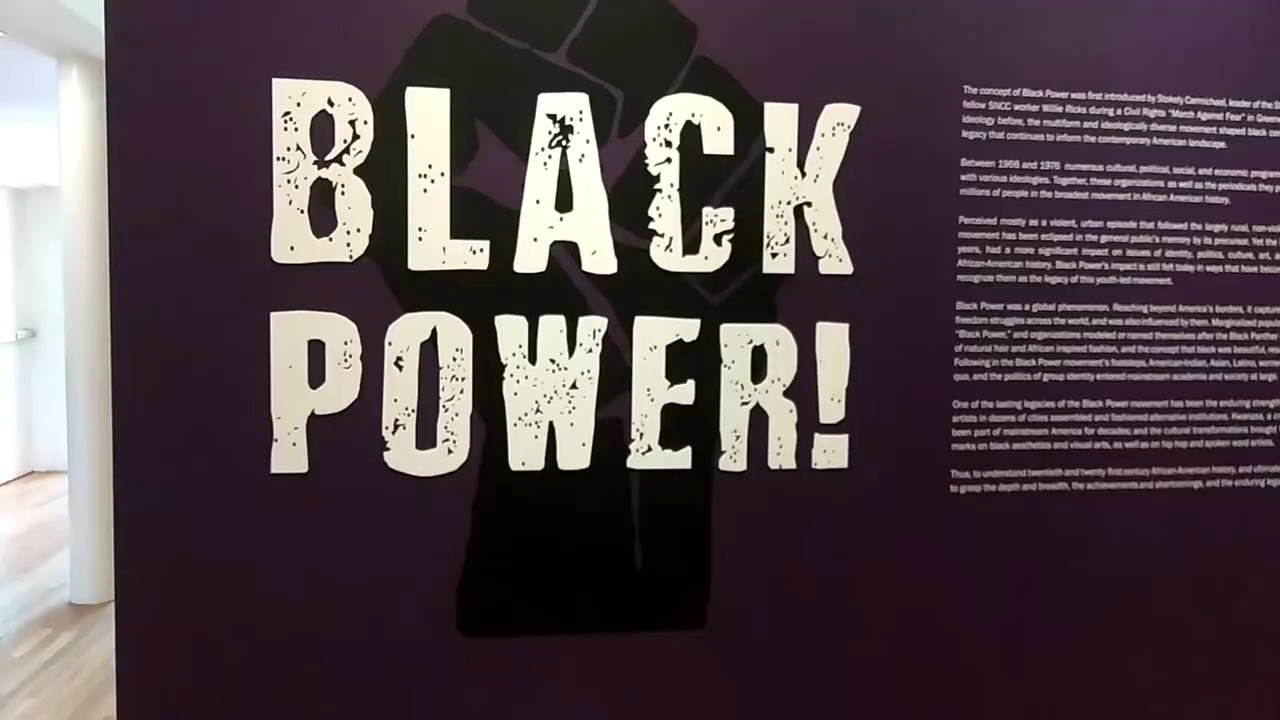 BLACK
POWER!
The concept of Black Power was first introduced by Stokely Carmichael, leader of the
fellow SNCC worker Willie Ricks during a Civil Rights "March Against Fear" in
ideology before, the multiform and ideologically diverse movement shaped black
legacy that continues to inform the contemporary American landscape.
Between 1966 and 1976 numerous cultural, political, social, and economic
with various ideologies. Together, these organizations, as well as the periodicals they
millions of people in the broadest movement in African American history.
Perceived mostly as a violent, urban episode that followed the largely rural,
movement has been eclipsed in the general public's memory by its precursor. Yet the
years, had a more significant impact on issues of identity, politics, culture, art,
African-American history. Black Power's impact is still felt today in ways that have
recognize them as the legacy of this youth-led movement.
Black Power was a global phenomenon. Reaching beyond America's borders, it
freedom struggles across the world, and was also influenced by them. Marginalized
"Black Power," and organizations modeled or named themselves after the Black
of natural hair and African inspired fashion, and the concept that black was beautiful,
Following in the Black Power movement's footsteps, American Indian, Asian, Latino,
quo, and the politics of group identity entered mainstream academia and society at large.
One of the lasting legacies of the Black Power movement has been the enduring
artists in dozens of cities assembled and fashioned alternative institutions. Kwanzaa, a
been part of mainstream America for decades; and the cultural transformations brought
marks on black aesthetics and visual arts, as well as on hip hop and spoken word artists.
Thus, to understand twentieth and twenty first century African-American history, and
to grasp the depth and breadth, the achievements and shortcomings, and the enduring